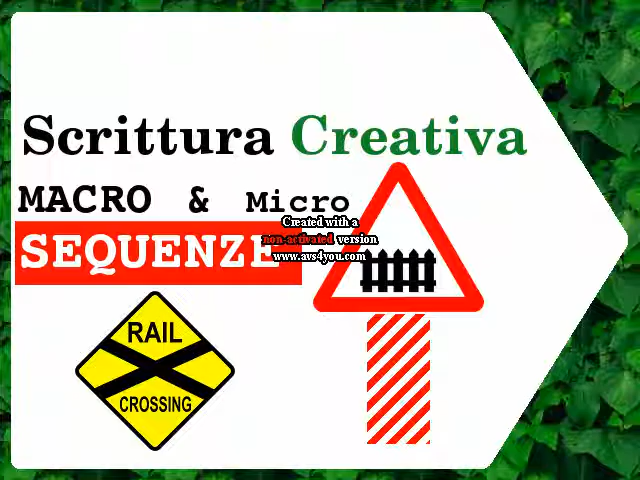 Scrittura Creativa
MACRO & Micro
SEQUENZE
Created with a
non-activated version
www.avs4you.com
RAIL
CROSSING